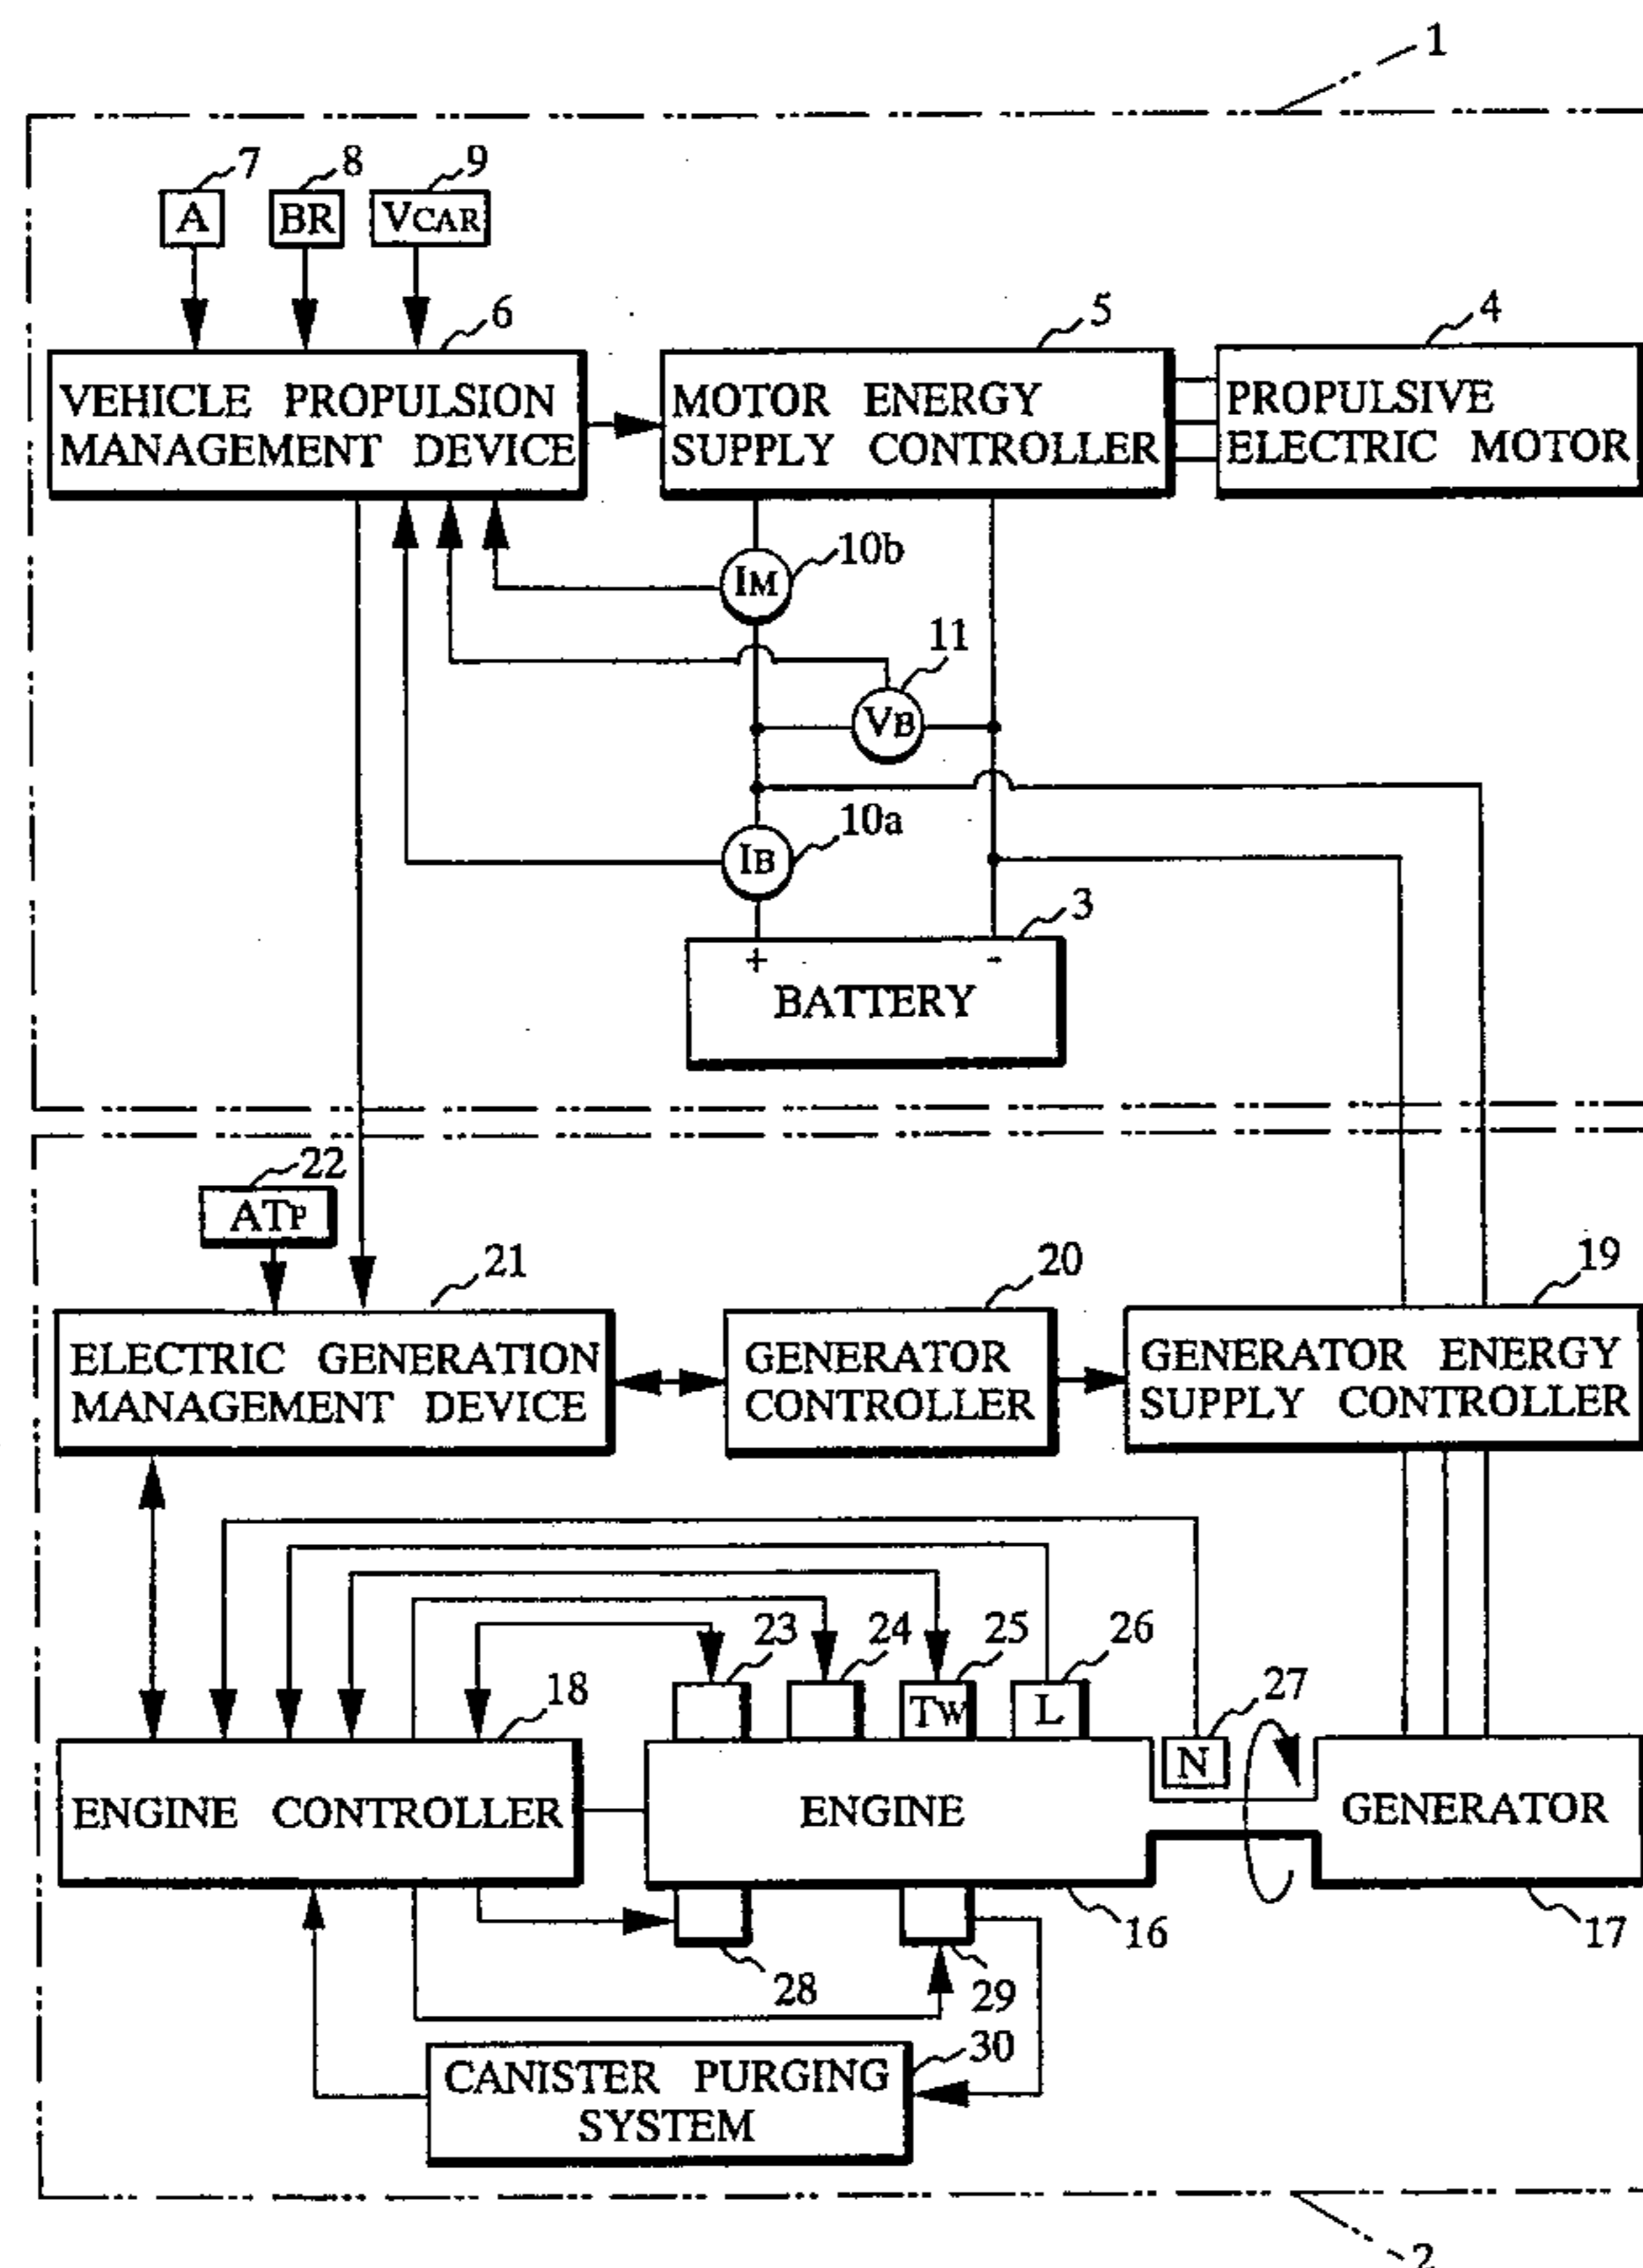 1
7 8 9
A BR VCAR
6 5 4
VEHICLE PROPULSION
MANAGEMENT DEVICE
MOTOR ENERGY
SUPPLY CONTROLLER
PROPULSIVE
ELECTRIC MOTOR
10b
IM
11
VB
10a
IB
3
+ -
BATTERY
22
ATP
21 20 19
ELECTRIC GENERATION
MANAGEMENT DEVICE
GENERATOR
CONTROLLER
GENERATOR ENERGY
SUPPLY CONTROLLER
23 24 25 26
18 27
TW L
N
ENGINE CONTROLLER
ENGINE
GENERATOR
16 17
28 29
30
CANISTER PURGING
SYSTEM
2